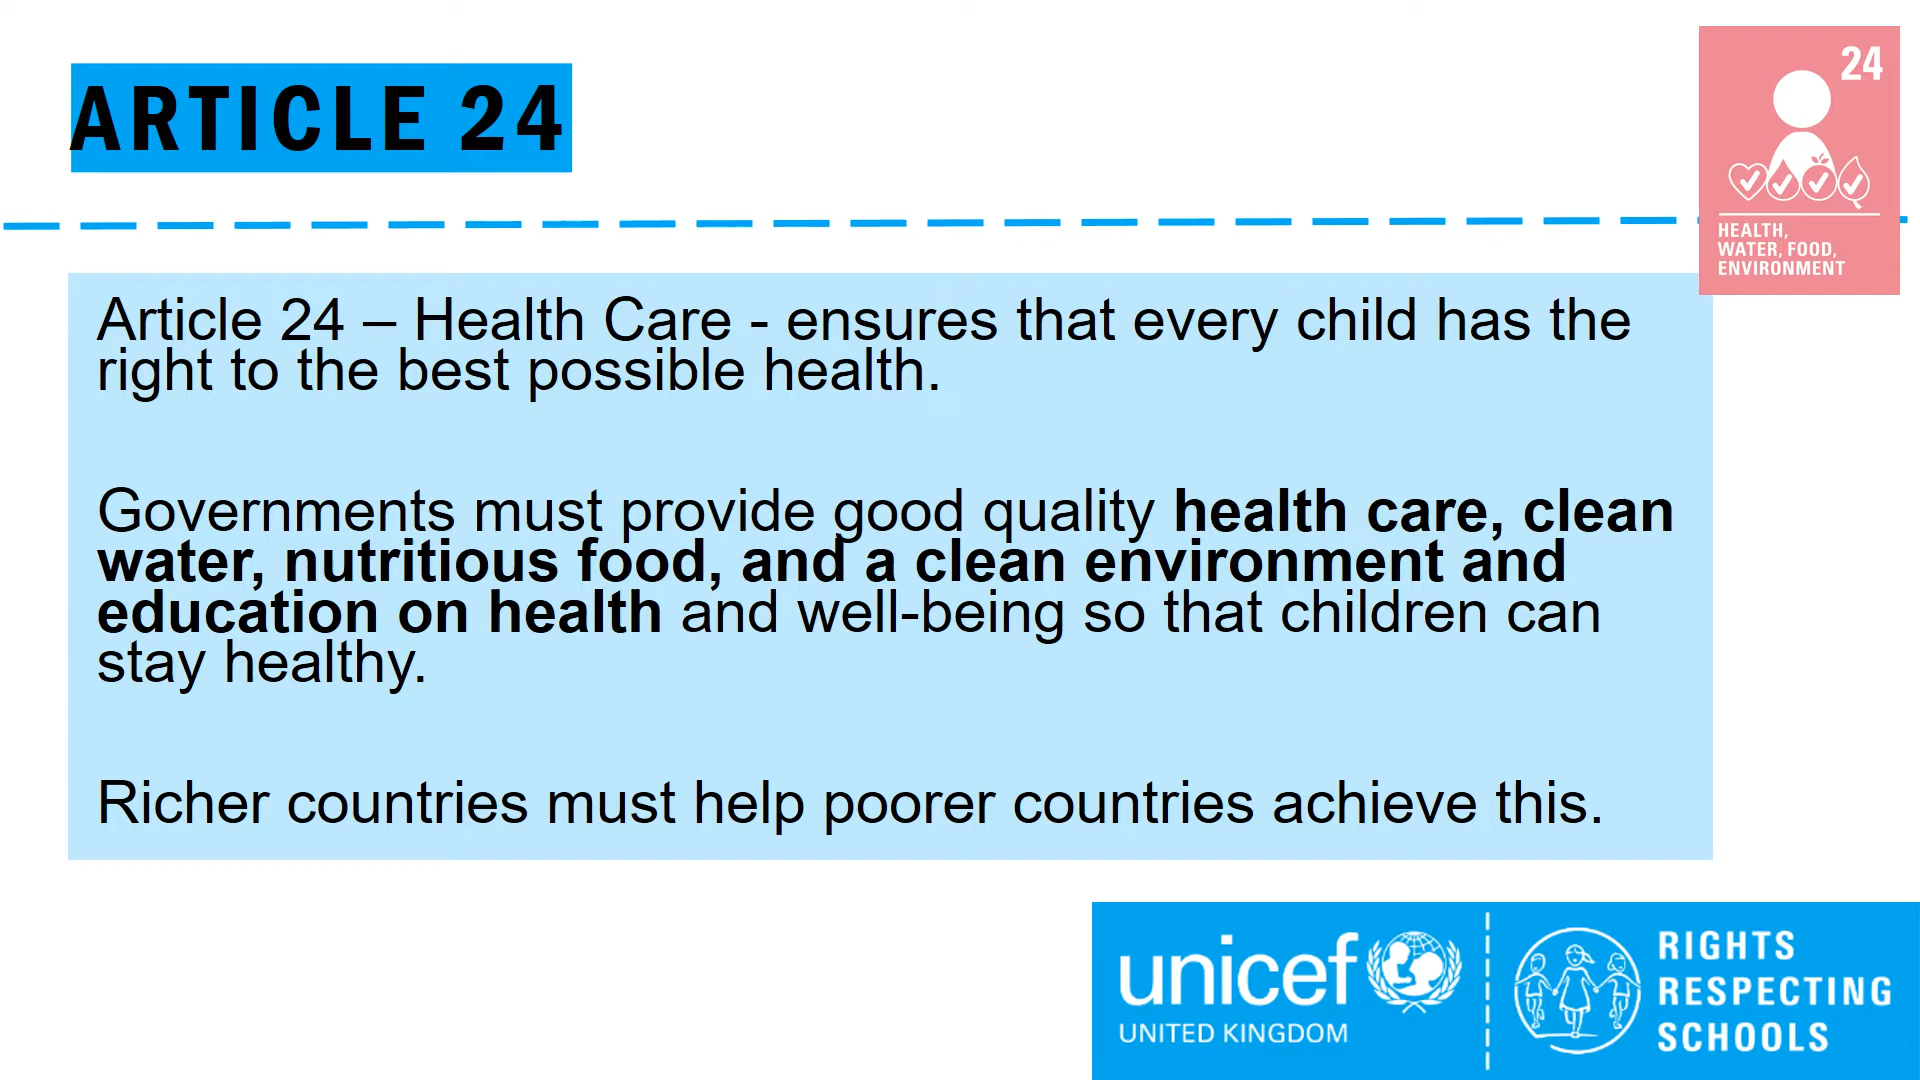 ARTICLE 24
24
HEALTH,
WATER, FOOD,
ENVIRONMENT
Article 24 – Health Care - ensures that every child has the
right to the best possible health.
Governments must provide good quality health care, clean
water, nutritious food, and a clean environment and
education on health and well-being so that children can
stay healthy.
Richer countries must help poorer countries achieve this.
unicef
UNITED KINGDOM
RIGHTS
RESPECTING
SCHOOLS